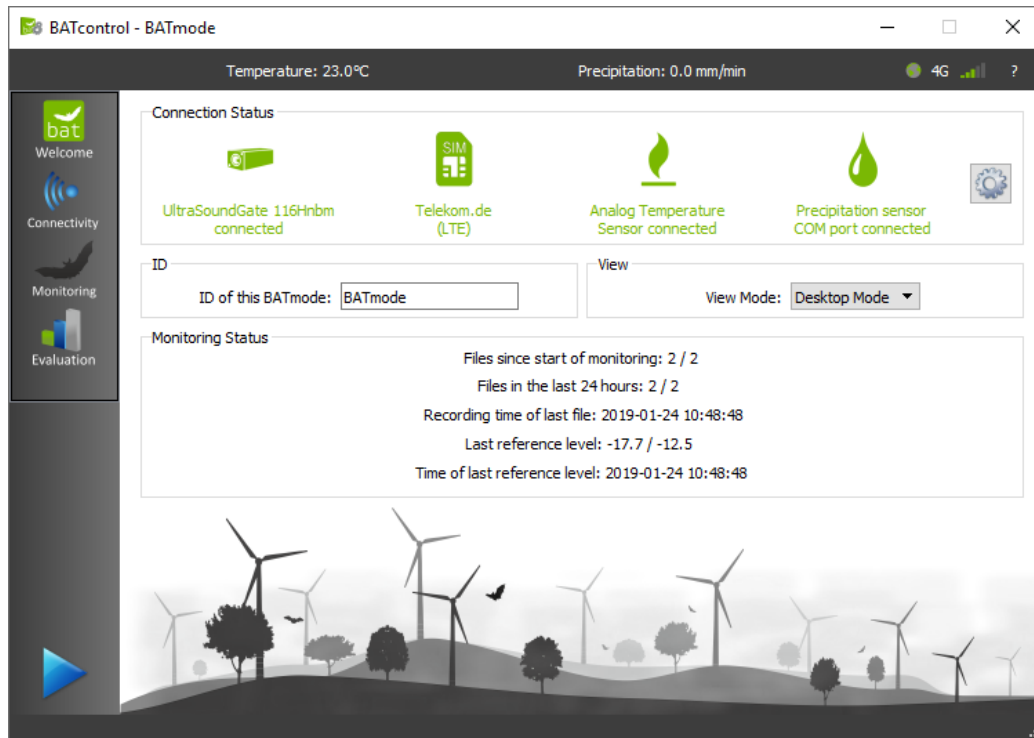 BATcontrol - BATmode
Temperature: 23.0°C
Precipitation: 0.0 mm/min
4G
?
bat
Welcome
Connectivity
Monitoring
Evaluation
Connection Status
UltraSoundGate 116Hnbm
connected
SIM
Telekom.de
(LTE)
Analog Temperature
Sensor connected
Precipitation sensor
COM port connected
ID
ID of this BATmode: BATmode
View
View Mode: Desktop Mode
Monitoring Status
Files since start of monitoring: 2 / 2
Files in the last 24 hours: 2 / 2
Recording time of last file: 2019-01-24 10:48:48
Last reference level: -17.7 / -12.5
Time of last reference level: 2019-01-24 10:48:48